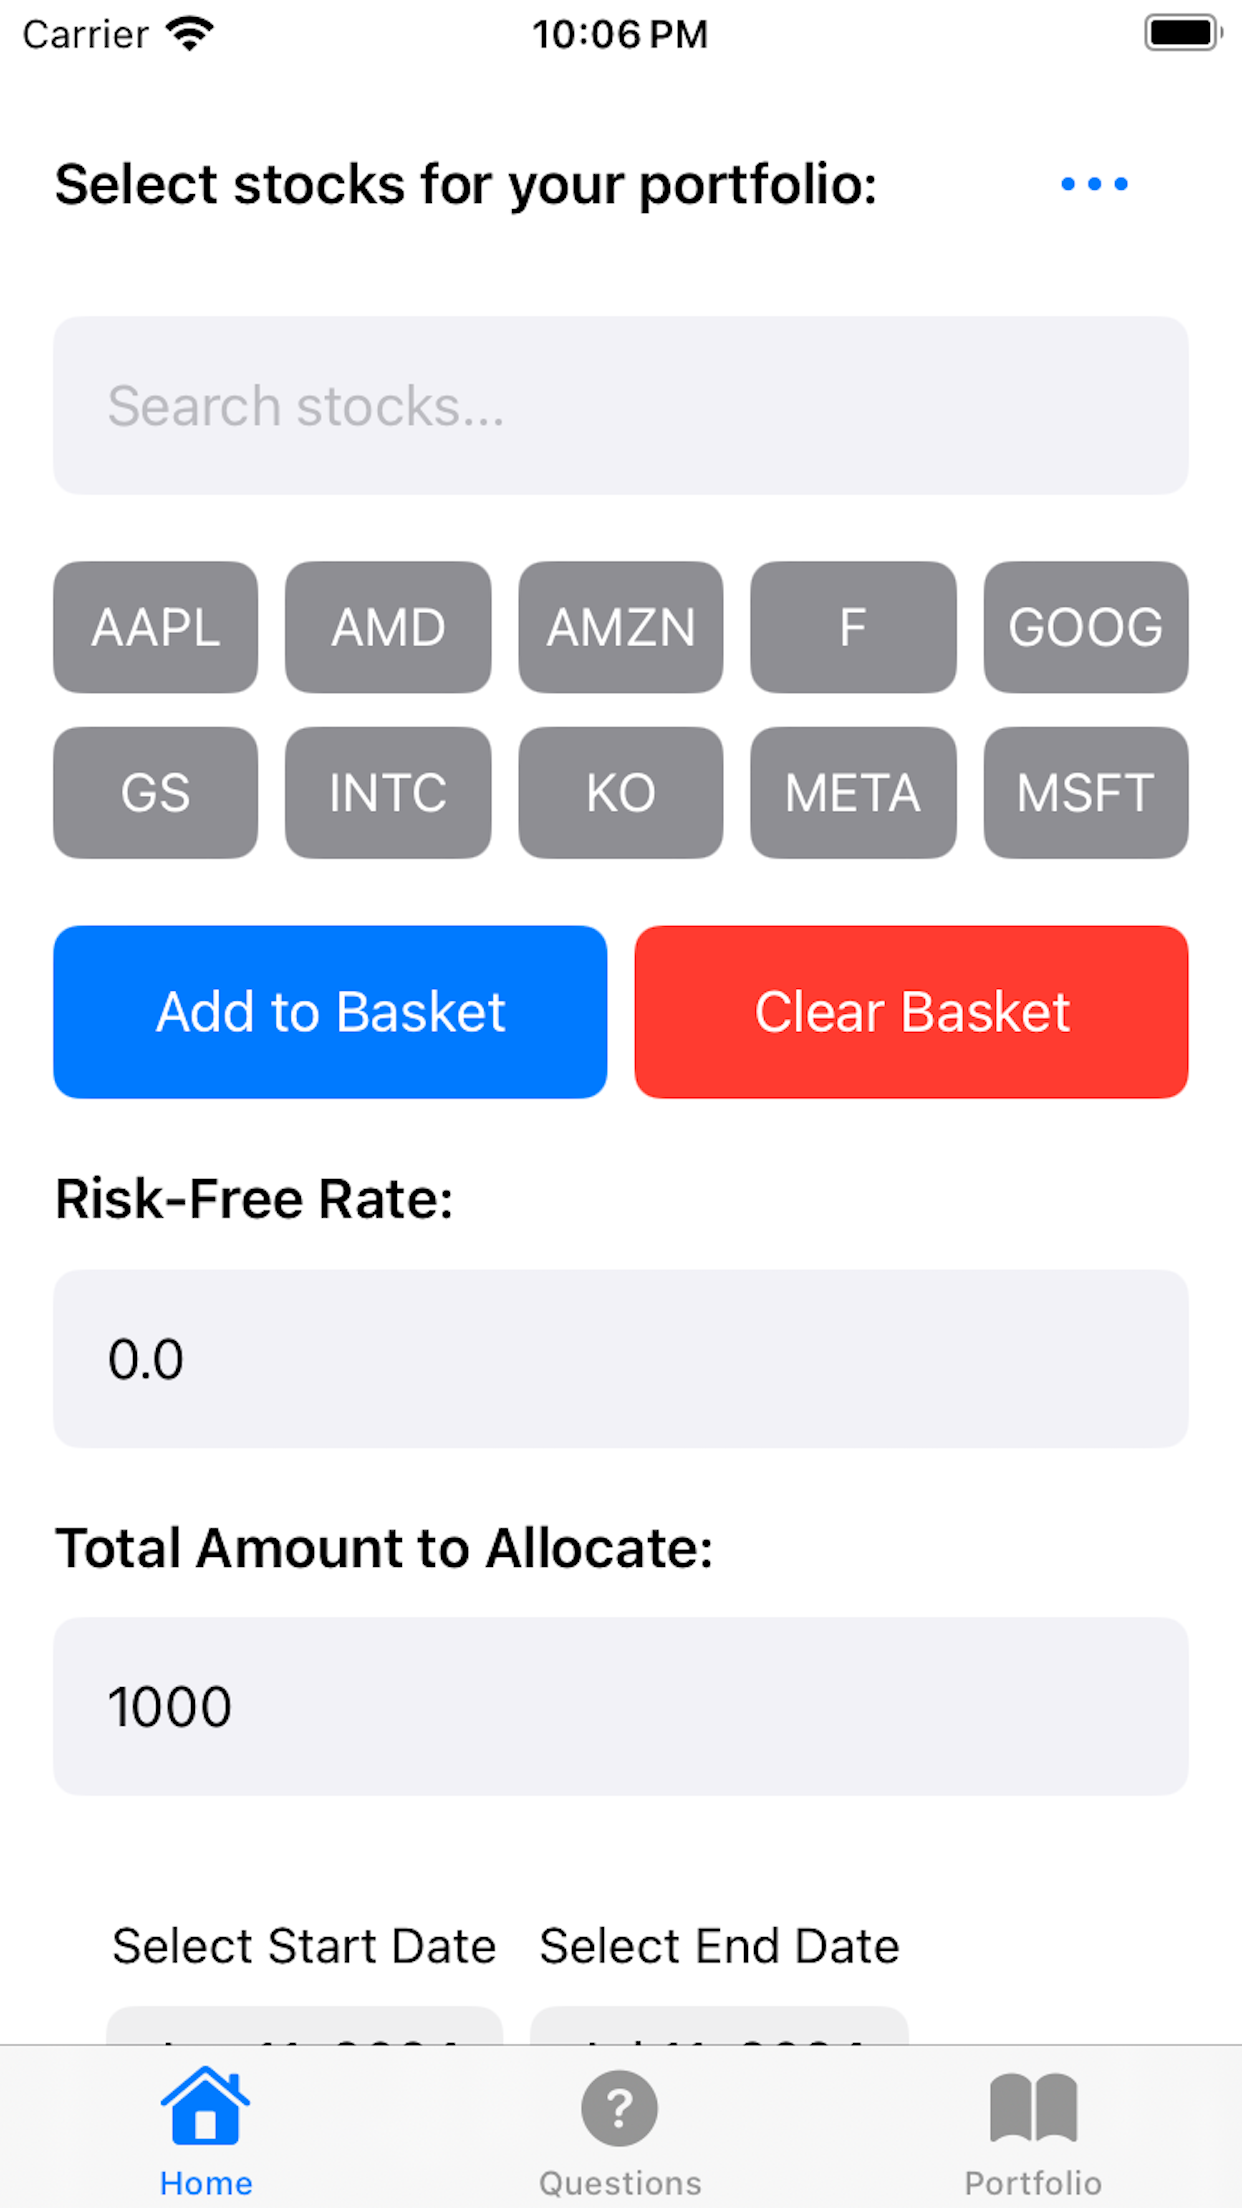 Carrier 10:06 PM
Select stocks for your portfolio:
Search stocks...
AAPL AMD AMZN F GOOG
GS INTC KO META MSFT
Add to Basket Clear Basket
Risk-Free Rate:
0.0
Total Amount to Allocate:
1000
Select Start Date Select End Date
?
Home Questions Portfolio